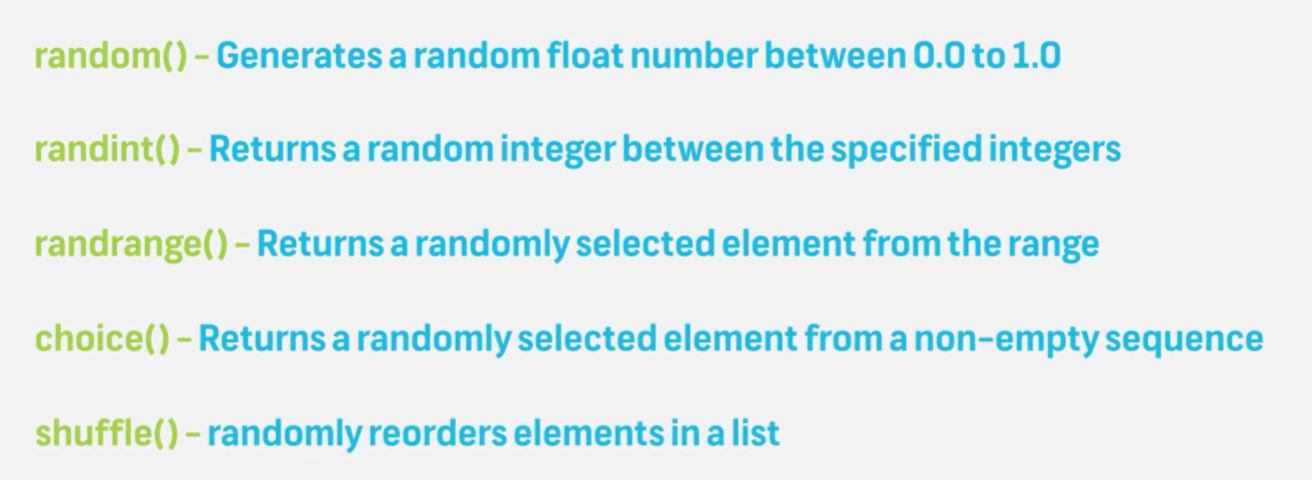 random() - Generates a random float number between 0.0 to 1.0
randint() - Returns a random integer between the specified integers
randrange() - Returns a randomly selected element from the range
choice() - Returns a randomly selected element from a non-empty sequence
shuffle() - randomly reorders elements in a list